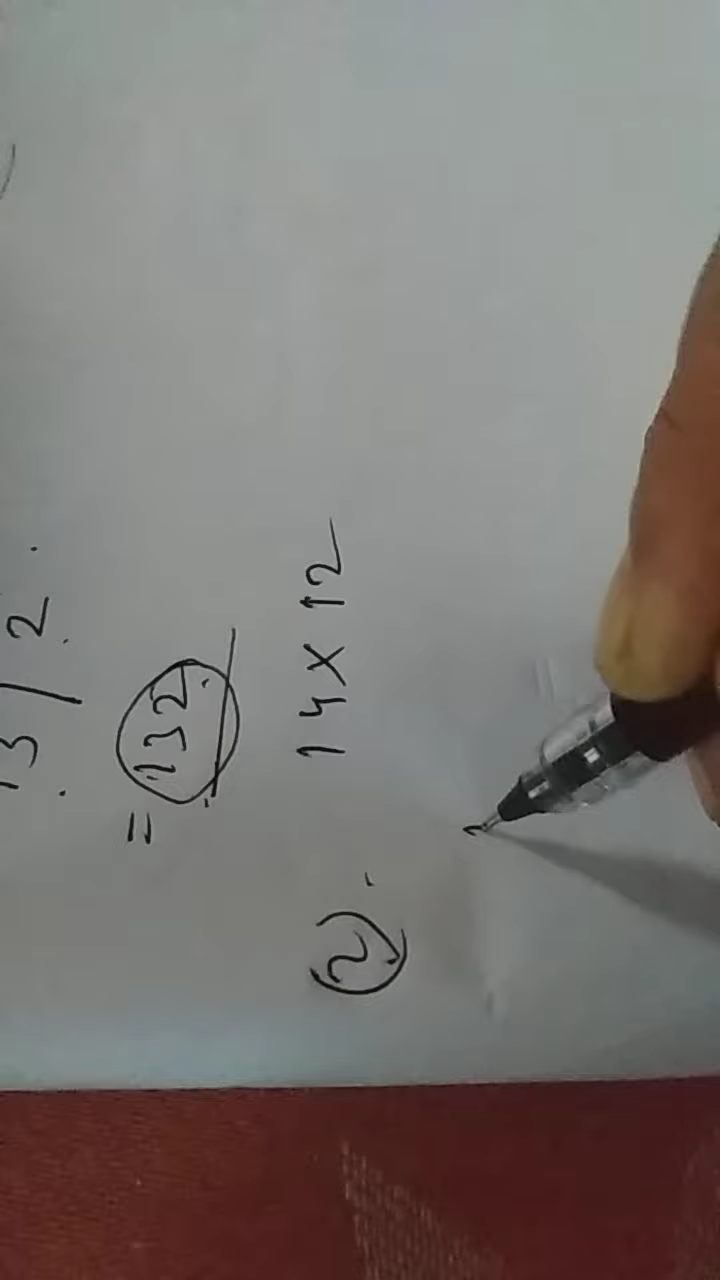 13 / 2
= 132
(2). 14 × 12